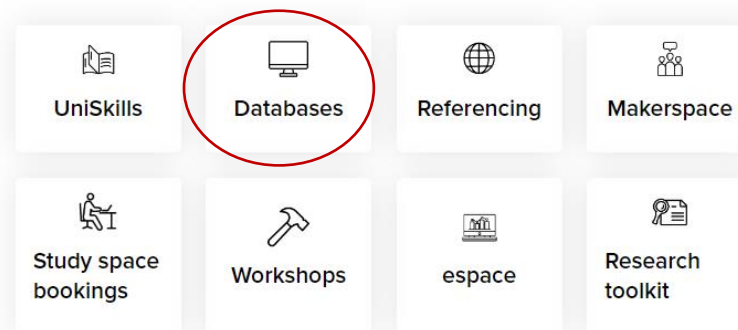 UniSkills
Databases
Referencing
Makerspace
Study space
bookings
Workshops
espace
Research
toolkit